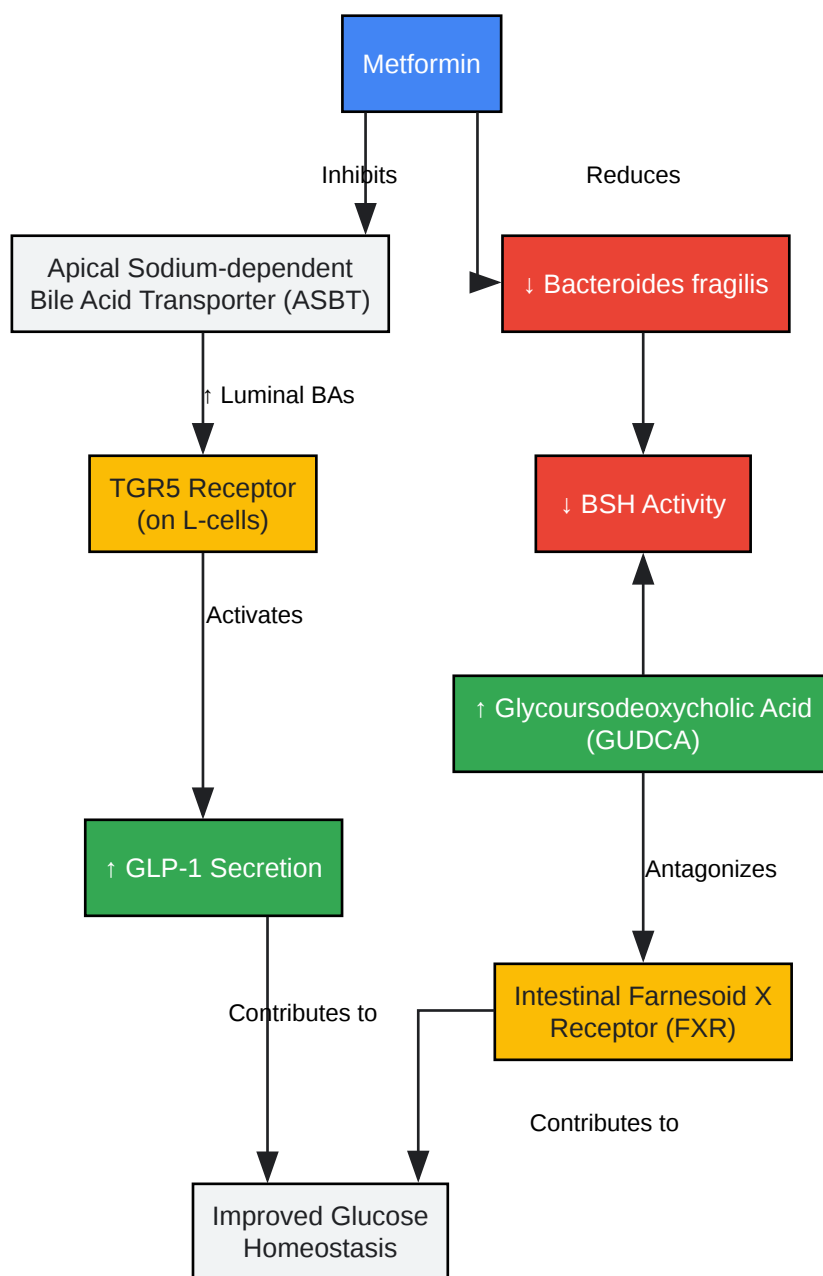 Metformin
Inhibits
Reduces
Apical Sodium-dependent
Bile Acid Transporter (ASBT)
↓ Bacteroides fragilis
↑ Luminal BAs
TGR5 Receptor
(on L-cells)
↓ BSH Activity
Activates
↑ Glycoursodeoxycholic Acid
(GUDCA)
↑ GLP-1 Secretion
Antagonizes
Contributes to
Intestinal Farnesoid X
Receptor (FXR)
Contributes to
Improved Glucose
Homeostasis